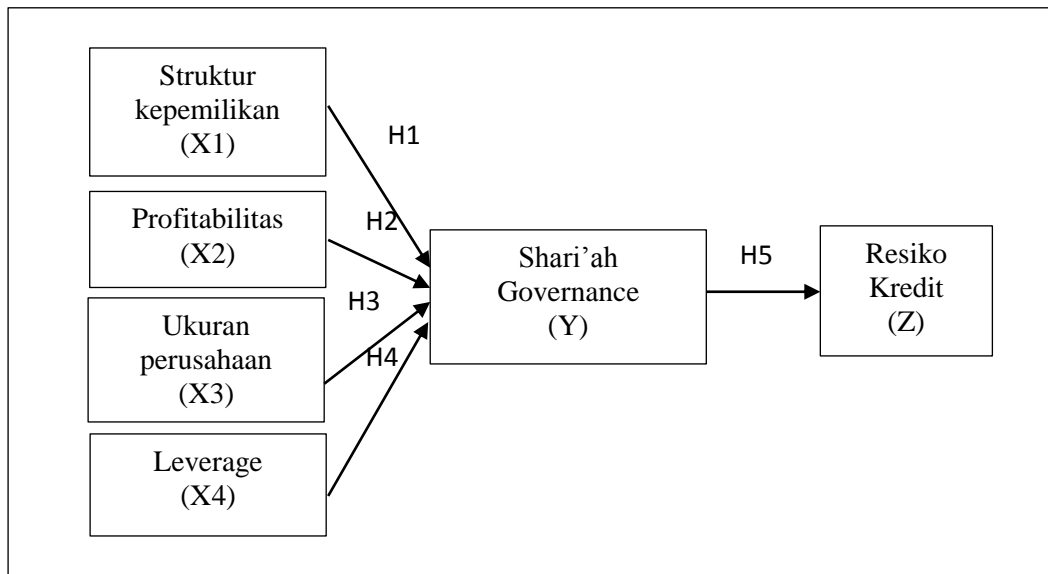 Struktur
kepemilikan
(X1)
H1
Profitabilitas
(X2)
H2
Ukuran
perusahaan
(X3)
H3
Leverage
(X4)
H4
Shari’ah
Governance
(Y)
H5
Resiko
Kredit
(Z)